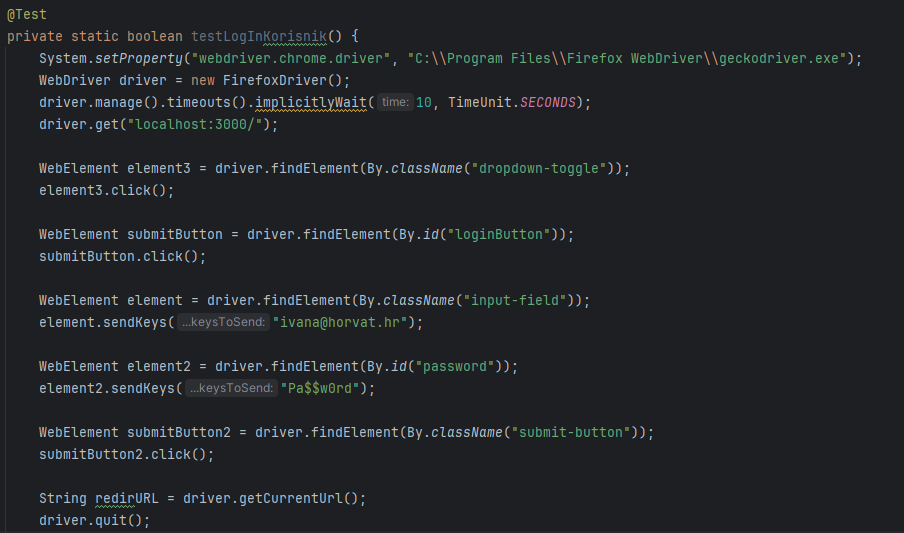 @Test
private static boolean testLogInKorisnik() {
    System.setProperty("webdriver.chrome.driver", "C:\\Program Files\\Firefox WebDriver\\geckodriver.exe");
    WebDriver driver = new FirefoxDriver();
    driver.manage().timeouts().implicitlyWait( time: 10, TimeUnit.SECONDS);
    driver.get("localhost:3000/");

    WebElement element3 = driver.findElement(By.className("dropdown-toggle"));
    element3.click();

    WebElement submitButton = driver.findElement(By.id("loginButton"));
    submitButton.click();

    WebElement element = driver.findElement(By.className("input-field"));
    element.sendKeys( ...keysToSend: "ivana@horvat.hr");

    WebElement element2 = driver.findElement(By.id("password"));
    element2.sendKeys( ...keysToSend: "Pa$$w0rd");

    WebElement submitButton2 = driver.findElement(By.className("submit-button"));
    submitButton2.click();

    String redirURL = driver.getCurrentUrl();
    driver.quit();